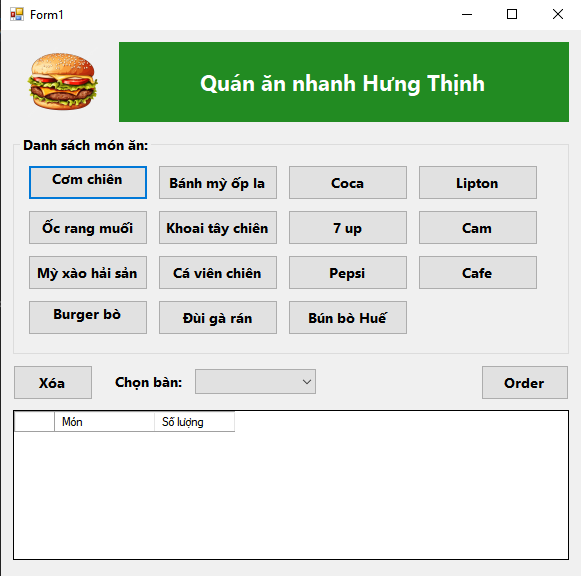 Form1
Quán ăn nhanh Hưng Thịnh
Danh sách món ăn:
Cơm chiên Bánh mỳ ốp la Coca Lipton
Ốc rang muối Khoai tây chiên 7 up Cam
Mỳ xào hải sản Cá viên chiên Pepsi Cafe
Burger bò Đùi gà rán Bún bò Huế
Xóa Chọn bàn: Order
Món Số lượng